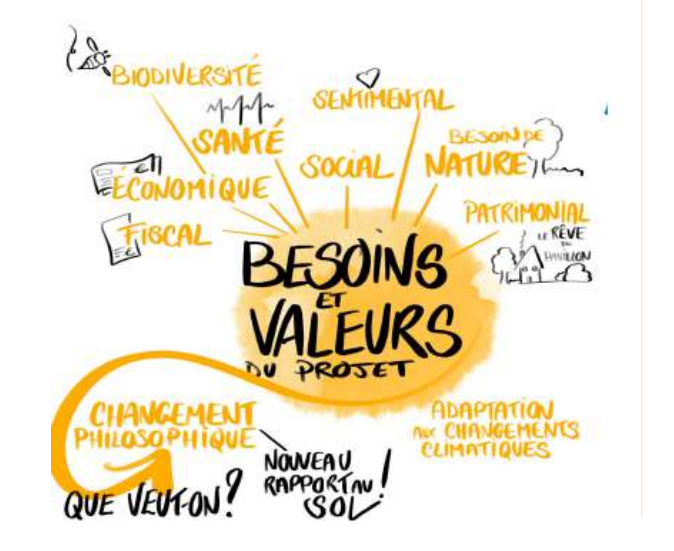 BIODIVERSITÉ
SENTIMENTAL
SANTÉ
BESOIN DE
NATURE
SOCIAL
ÉCONOMIQUE
FISCAL
PATRIMONIAL
LE RÊVE
DU
PAVILLON
BESOINS
ET
VALEURS
DU PROJET
CHANGEMENT
PHILOSOPHIQUE
NOUVEAU
RAPPORT AU
SOL !
QUE VEUT-ON ?
ADAPTATION
AUX CHANGEMENTS
CLIMATIQUES